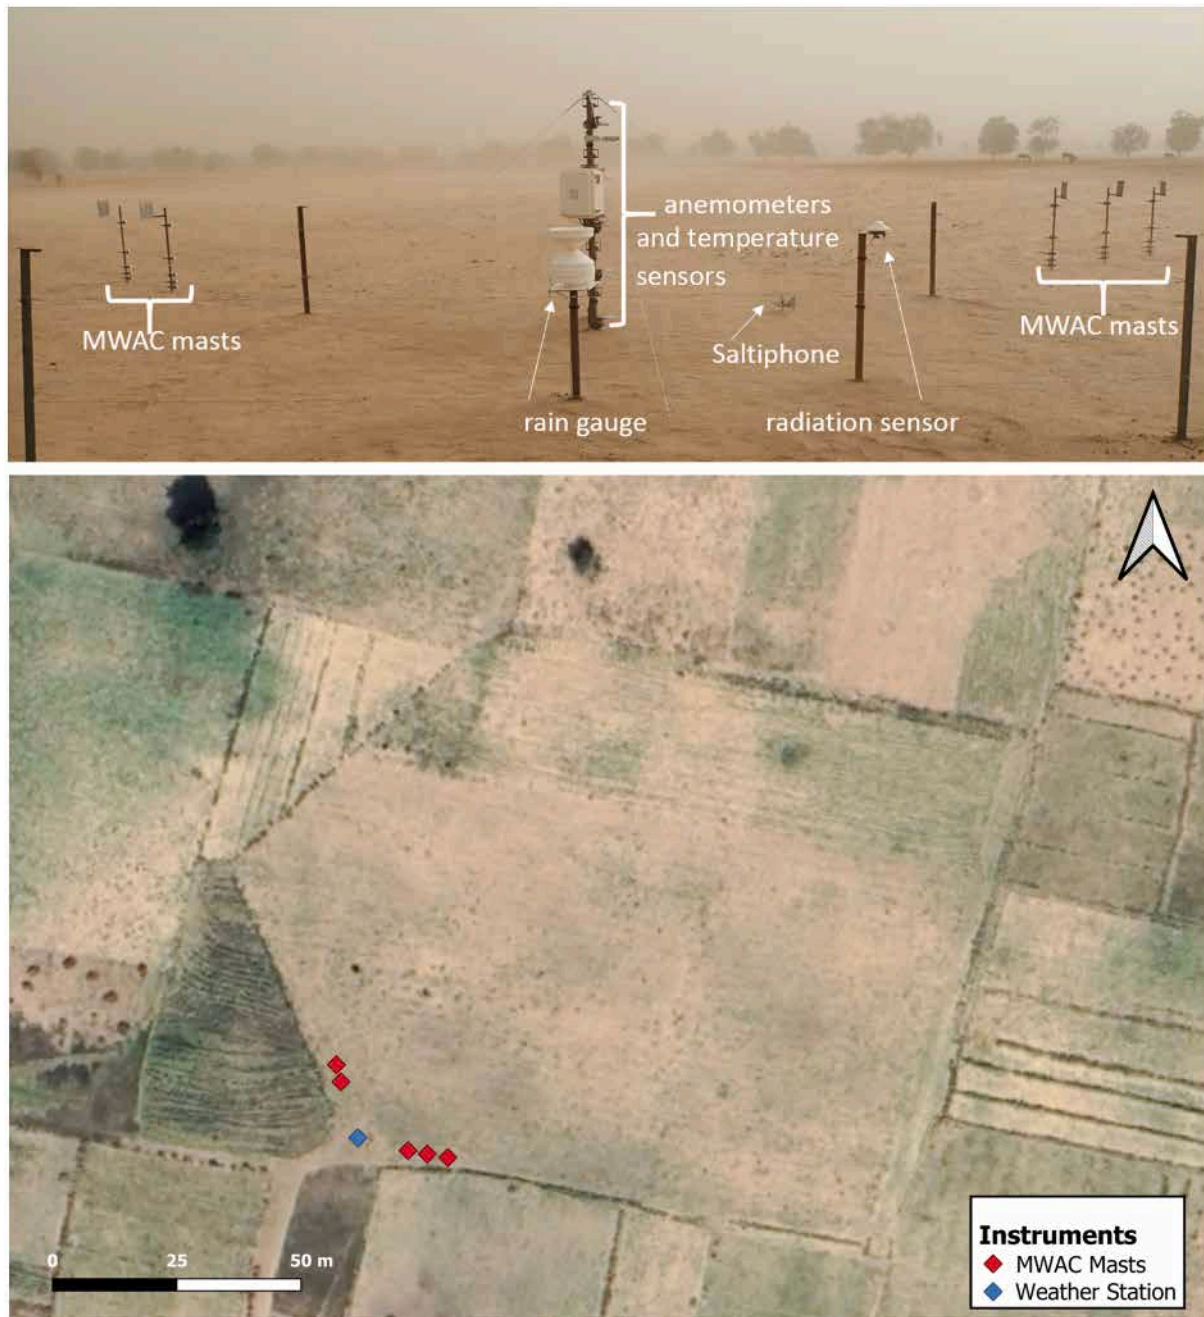 anemometers
and temperature
sensors
MWAC masts
Saltiphone
MWAC masts
rain gauge
radiation sensor
0 25 50 m
Instruments
MWAC Masts
Weather Station